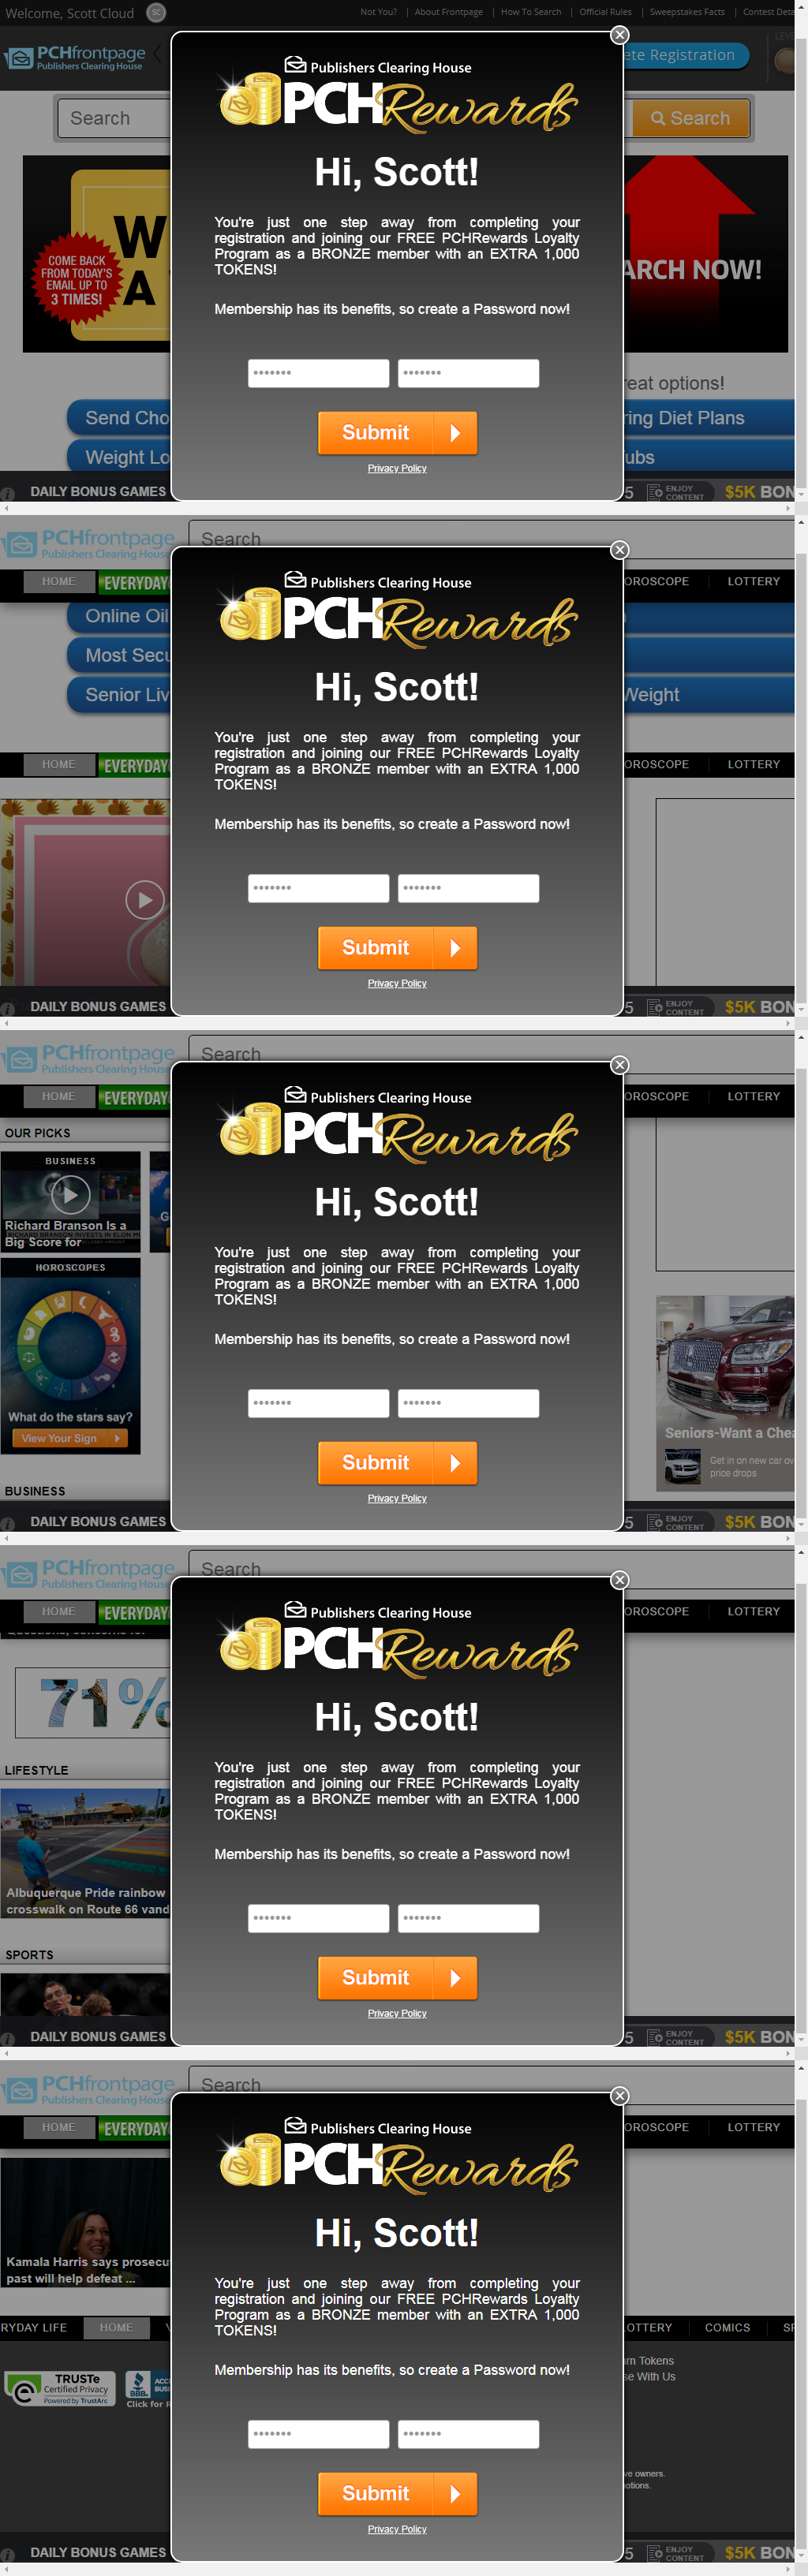 Welcome, Scott Cloud
SC
Not You? | About Frontpage | How To Search | Official Rules | Sweepstakes Facts | Contest Deta
PCHfrontpage
Publishers Clearing House
ete Registration
LEVE
Search
Search
COME BACK
FROM TODAY'S
EMAIL UP TO
3 TIMES!
W
A
ARCH NOW!
Publishers Clearing House
PCHRewards
Hi, Scott!
You're just one step away from completing your
registration and joining our FREE PCHRewards Loyalty
Program as a BRONZE member with an EXTRA 1,000
TOKENS!
Membership has its benefits, so create a Password now!
Submit
Privacy Policy
reat options!
Send Cho
ring Diet Plans
Weight Lo
ubs
DAILY BONUS GAMES
5
ENJOY
CONTENT
$5K BON
PCHfrontpage
Publishers Clearing House
Search
HOME
EVERYDAY
OROSCOPE
LOTTERY
Online Oil
Most Secu
Senior Liv
Weight
HOME
EVERYDAY
OROSCOPE
LOTTERY
Publishers Clearing House
PCHRewards
Hi, Scott!
You're just one step away from completing your
registration and joining our FREE PCHRewards Loyalty
Program as a BRONZE member with an EXTRA 1,000
TOKENS!
Membership has its benefits, so create a Password now!
Submit
Privacy Policy
DAILY BONUS GAMES
5
ENJOY
CONTENT
$5K BON
PCHfrontpage
Publishers Clearing House
Search
HOME
EVERYDAY
OROSCOPE
LOTTERY
OUR PICKS
BUSINESS
Richard Branson Is a
Big Score for
G
HOROSCOPES
What do the stars say?
View Your Sign
BUSINESS
Publishers Clearing House
PCHRewards
Hi, Scott!
You're just one step away from completing your
registration and joining our FREE PCHRewards Loyalty
Program as a BRONZE member with an EXTRA 1,000
TOKENS!
Membership has its benefits, so create a Password now!
Submit
Privacy Policy
Seniors-Want a Chea
Get in on new car ov
price drops
DAILY BONUS GAMES
5
ENJOY
CONTENT
$5K BON
PCHfrontpage
Publishers Clearing House
Search
HOME
EVERYDAY
OROSCOPE
LOTTERY
71%
LIFESTYLE
Albuquerque Pride rainbow
crosswalk on Route 66 vand
SPORTS
Publishers Clearing House
PCHRewards
Hi, Scott!
You're just one step away from completing your
registration and joining our FREE PCHRewards Loyalty
Program as a BRONZE member with an EXTRA 1,000
TOKENS!
Membership has its benefits, so create a Password now!
Submit
Privacy Policy
DAILY BONUS GAMES
5
ENJOY
CONTENT
$5K BON
PCHfrontpage
Publishers Clearing House
Search
HOME
EVERYDAY
OROSCOPE
LOTTERY
Kamala Harris says prosecu
past will help defeat ...
RYDAY LIFE
HOME
OTTERY
COMICS
SP
TRUSTe
Certified Privacy
Powered by TrustArc
BBB
ACC
BUS
Click for R
Publishers Clearing House
PCHRewards
Hi, Scott!
You're just one step away from completing your
registration and joining our FREE PCHRewards Loyalty
Program as a BRONZE member with an EXTRA 1,000
TOKENS!
Membership has its benefits, so create a Password now!
Submit
Privacy Policy
rn Tokens
se With Us
ve owners.
otions.
DAILY BONUS GAMES
5
ENJOY
CONTENT
$5K BON